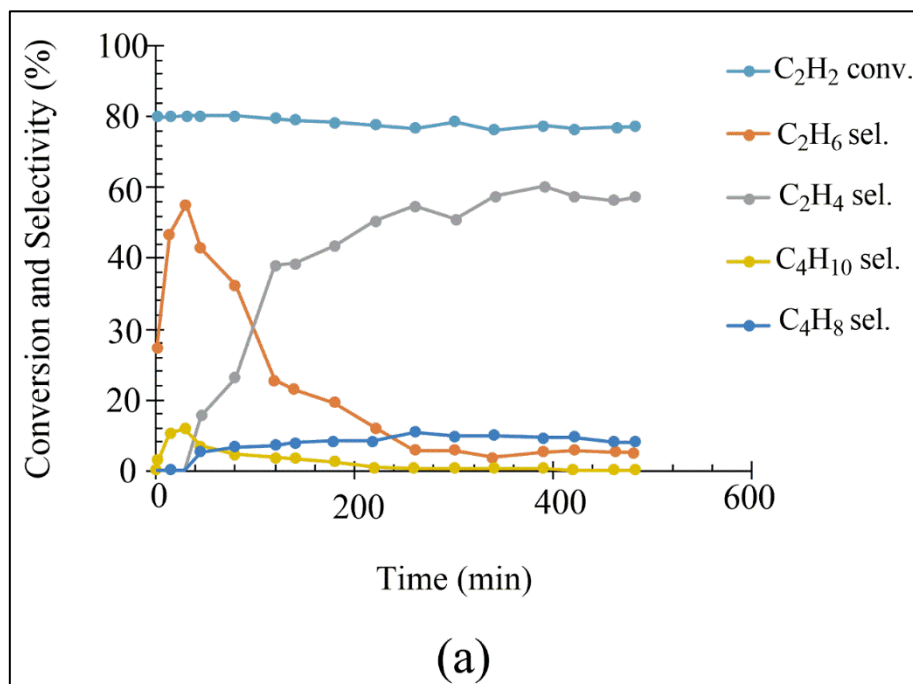 Conversion and Selectivity (%)
100
80
60
40
30
20
0
0
200
400
600
Time (min)
C₂H₂ conv.
C₂H₆ sel.
C₂H₄ sel.
C₄H₁₀ sel.
C₄H₈ sel.
(a)